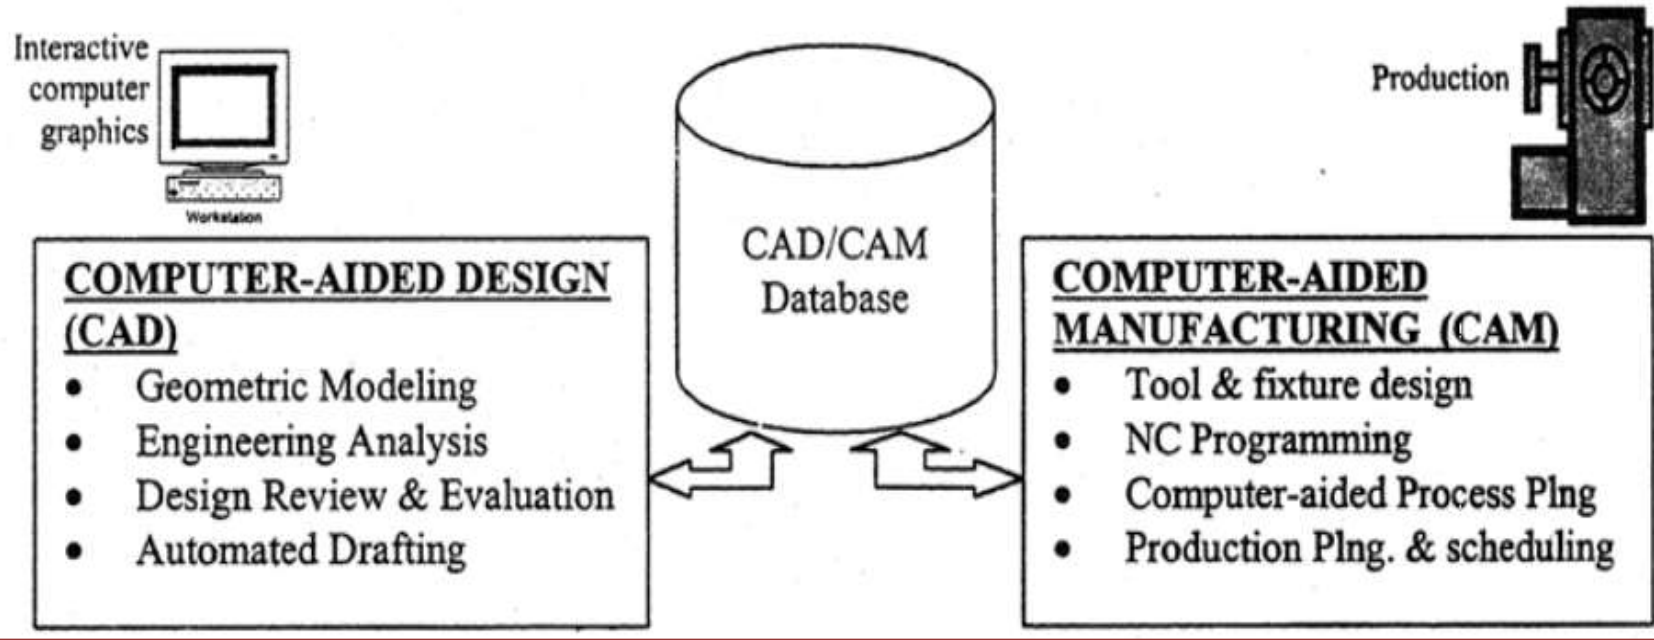 Interactive
computer
graphics
Workstation
Production
CAD/CAM
Database
COMPUTER-AIDED DESIGN
(CAD)
• Geometric Modeling
• Engineering Analysis
• Design Review & Evaluation
• Automated Drafting
COMPUTER-AIDED
MANUFACTURING (CAM)
• Tool & fixture design
• NC Programming
• Computer-aided Process Plng
• Production Plng. & scheduling